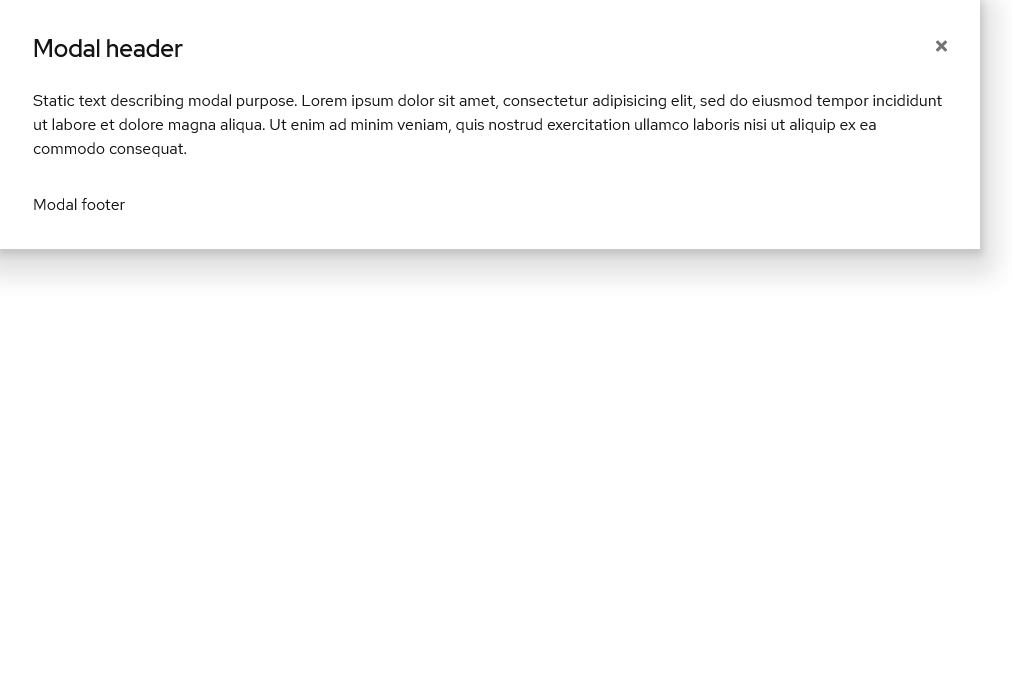 Modal header
Static text describing modal purpose. Lorem ipsum dolor sit amet, consectetur adipisicing elit, sed do eiusmod tempor incididunt
ut labore et dolore magna aliqua. Ut enim ad minim veniam, quis nostrud exercitation ullamco laboris nisi ut aliquip ex ea
commodo consequat.
Modal footer